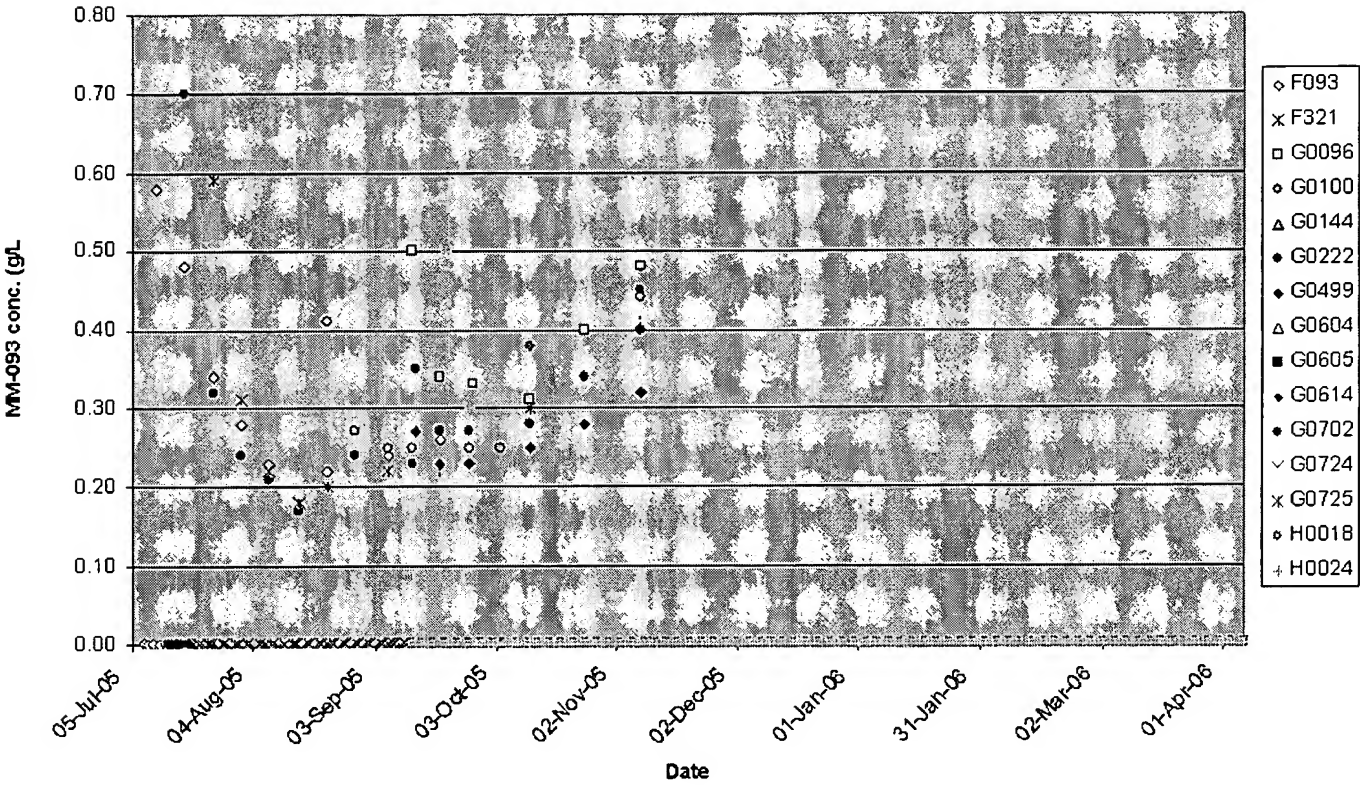 0.80
0.70
0.60
0.50
0.40
0.30
0.20
0.10
0.00
MM-093 conc. (g/L
05-Jul-05
04-Aug-05
03-Sep-05
03-Oct-05
02-Nov-05
02-Dec-05
01-Jan-06
31-Jan-06
02-Mar-06
01-Apr-06
Date
F093
F321
G0096
G0100
G0144
G0222
G0499
G0604
G0605
G0614
G0702
G0724
G0725
H0018
H0024